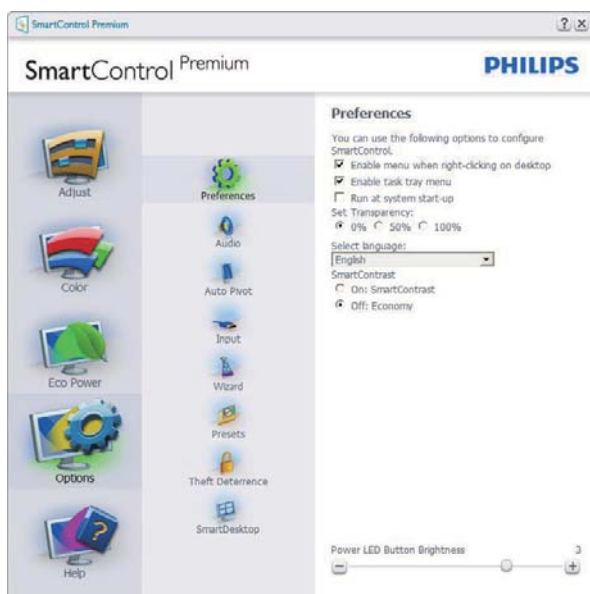 SmartControl Premium
SmartControl Premium
PHILIPS
Adjust
Color
Eco Power
Options
Help
Preferences
Audio
Auto Pivot
Input
Wizard
Presets
Theft Deterrence
SmartDesktop
Preferences
You can use the following options to configure
SmartControl.
Enable menu when right-clicking on desktop
Enable task tray menu
Run at system start-up
Set Transparency:
0% 50% 100%
Select language:
English
SmartContrast
On: SmartContrast
Off: Economy
Power LED Button Brightness 3